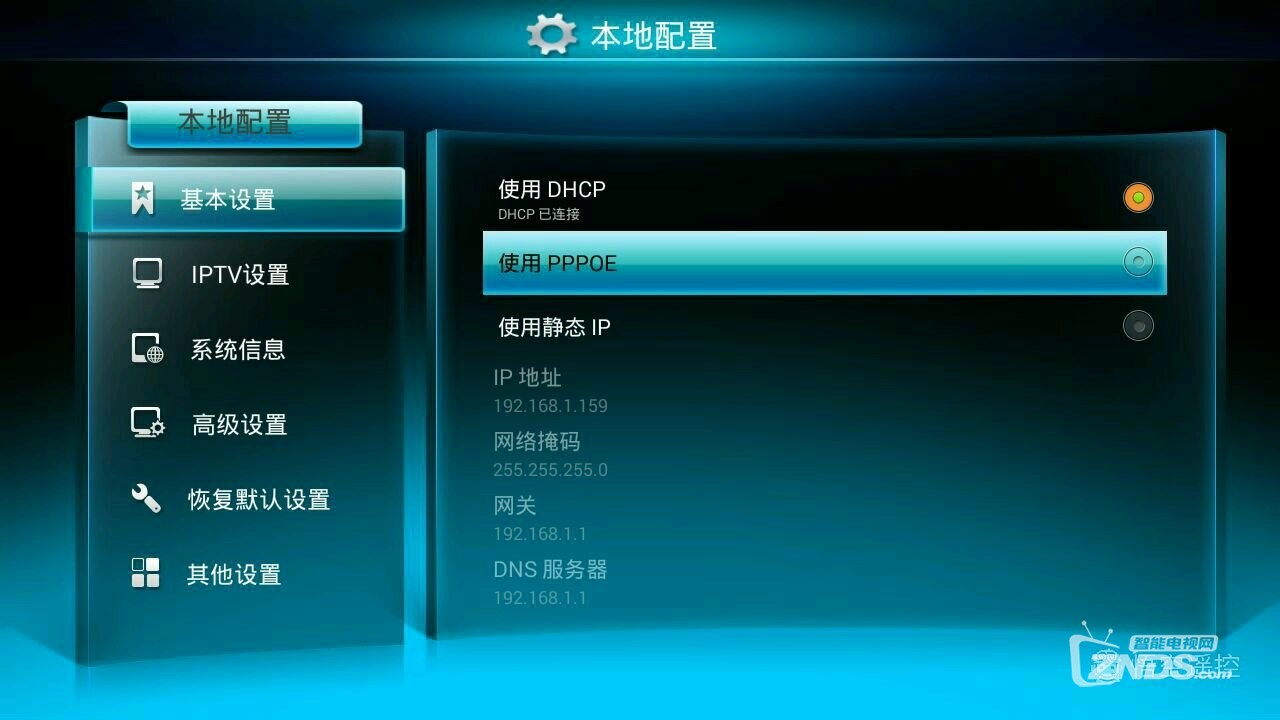 本地配置
本地配置
基本设置
IPTV设置
系统信息
高级设置
恢复默认设置
其他设置
使用 DHCP
DHCP 已连接
使用 PPPOE
使用静态 IP
IP 地址
192.168.1.159
网络掩码
255.255.255.0
网关
192.168.1.1
DNS 服务器
192.168.1.1
智能电视网
ZNDS.com
遥控